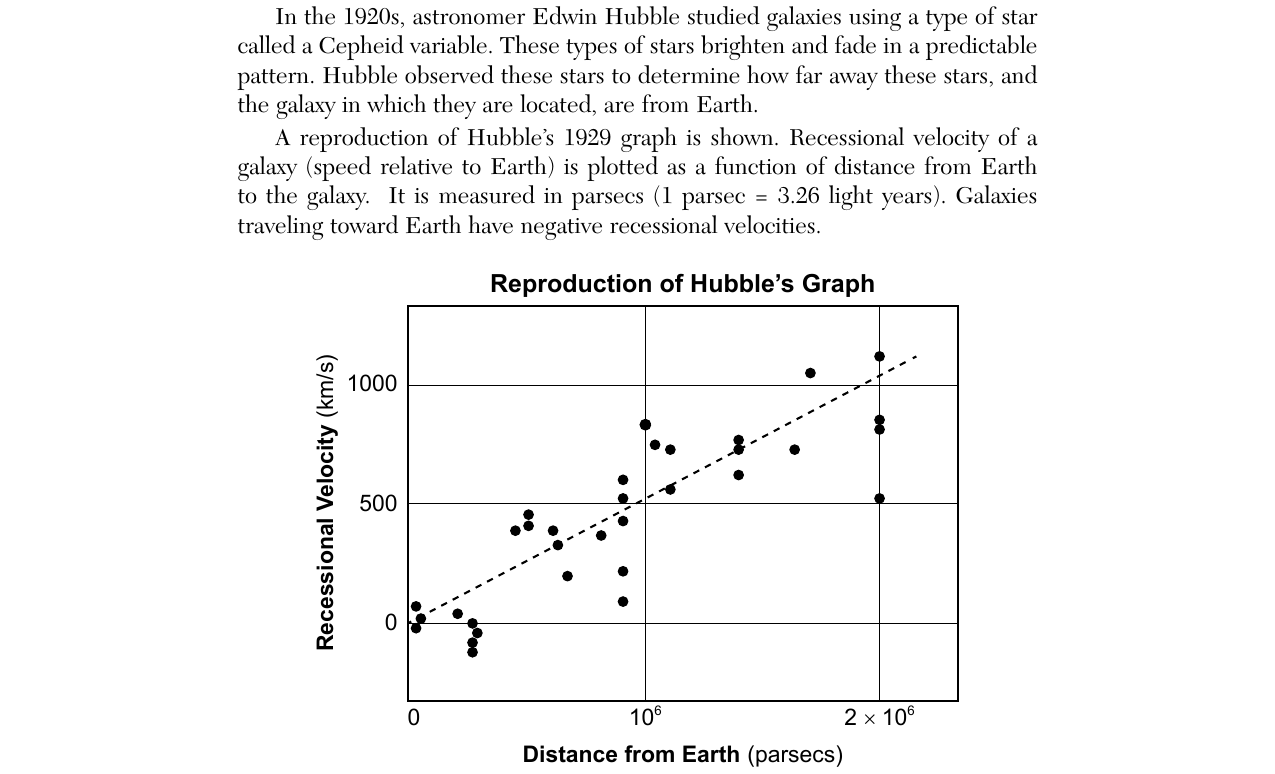 In the 1920s, astronomer Edwin Hubble studied galaxies using a type of star
called a Cepheid variable. These types of stars brighten and fade in a predictable
pattern. Hubble observed these stars to determine how far away these stars, and
the galaxy in which they are located, are from Earth.
A reproduction of Hubble’s 1929 graph is shown. Recessional velocity of a
galaxy (speed relative to Earth) is plotted as a function of distance from Earth
to the galaxy. It is measured in parsecs (1 parsec = 3.26 light years). Galaxies
traveling toward Earth have negative recessional velocities.
Reproduction of Hubble’s Graph
Recessional Velocity (km/s)
1000
500
0
0 10⁶ 2 × 10⁶
Distance from Earth (parsecs)